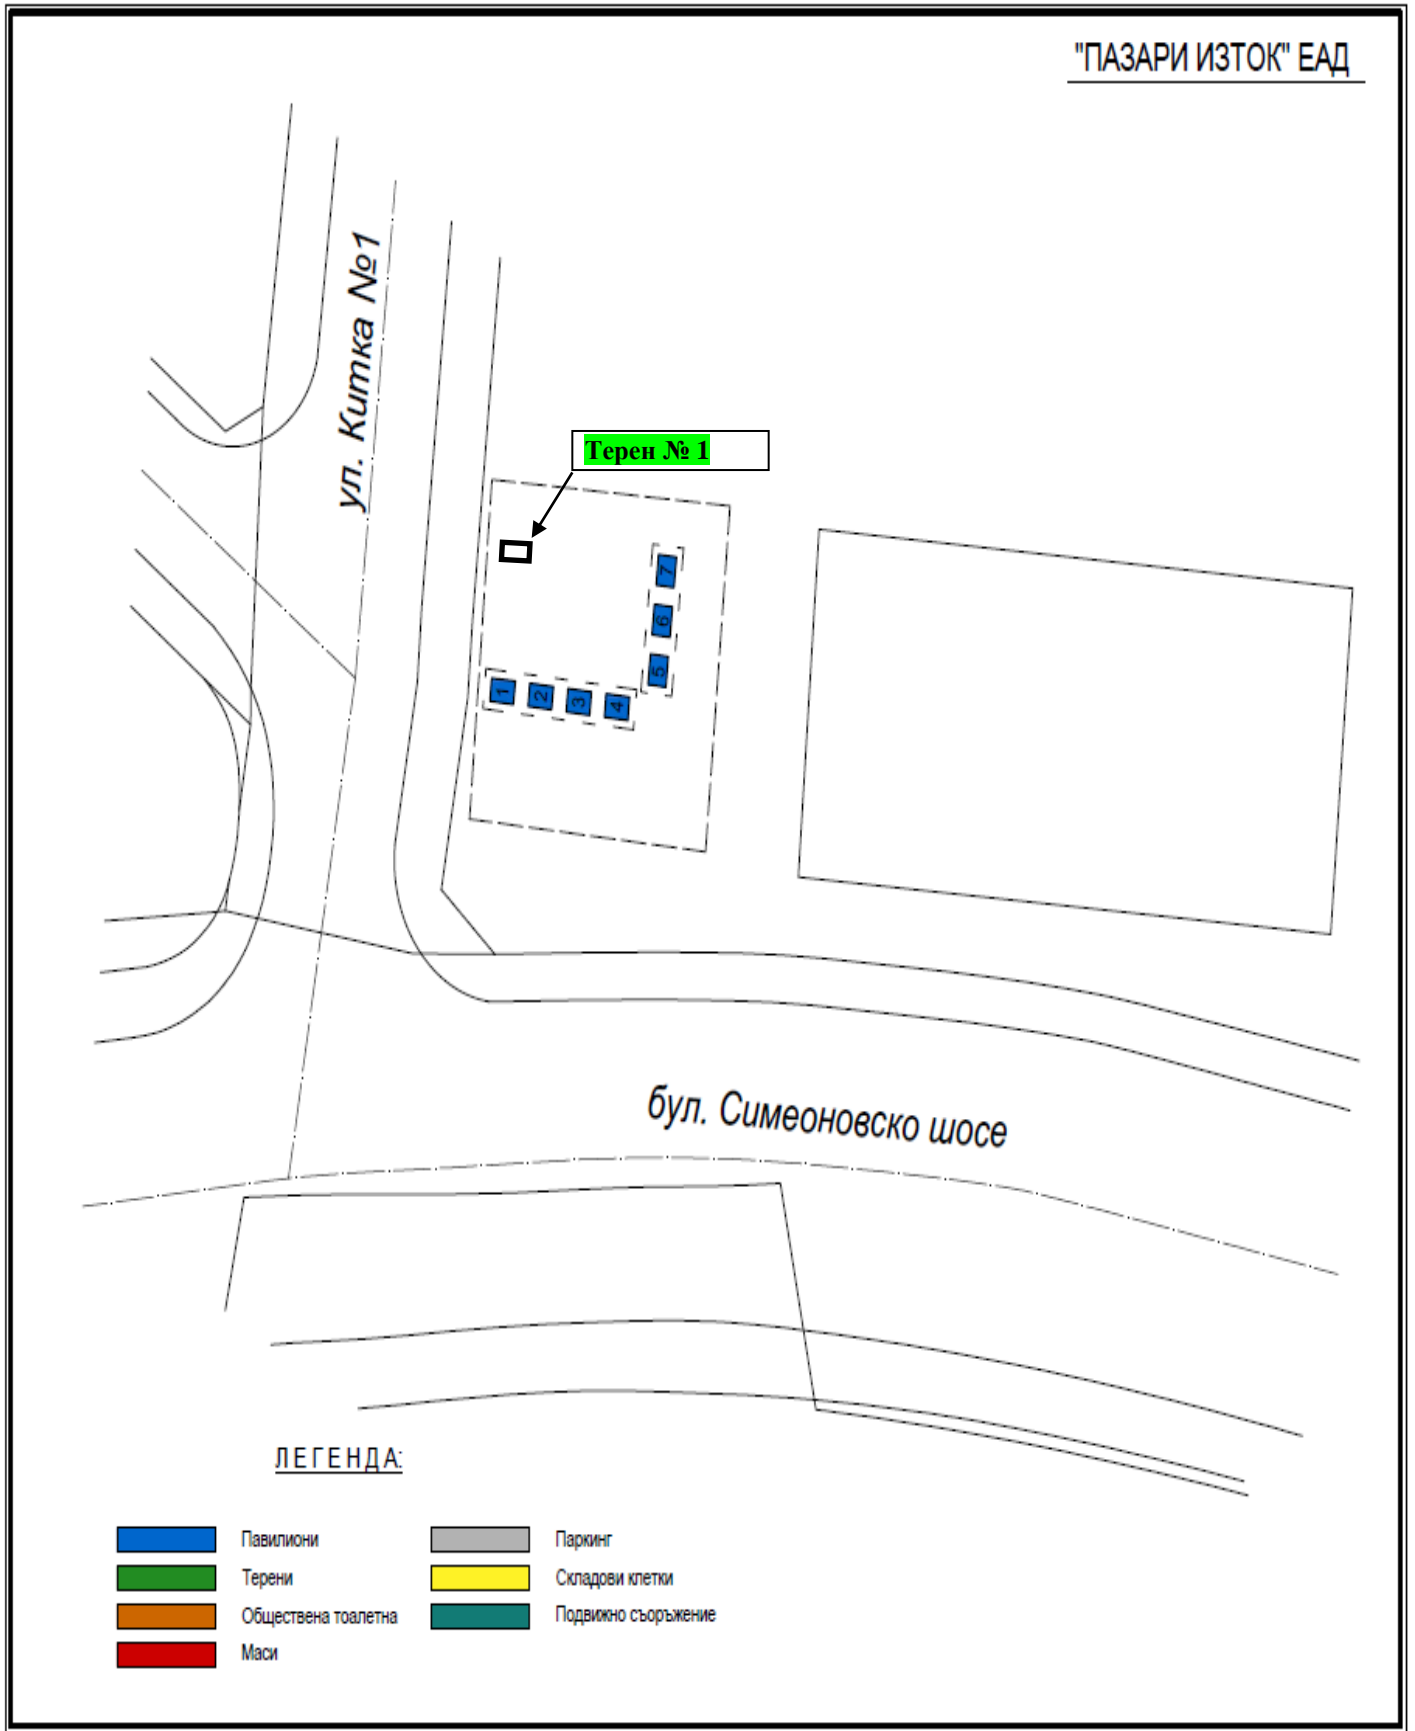 "ПАЗАРИ ИЗТОК" ЕАД
ул. Китка №1
Терен № 1
7
6
5
1
2
3
4
бул. Симеоновско шосе
ЛЕГЕНДА:
Павилиони
Паркинг
Терени
Складови клетки
Обществена тоалетна
Подвижно съоръжение
Маси